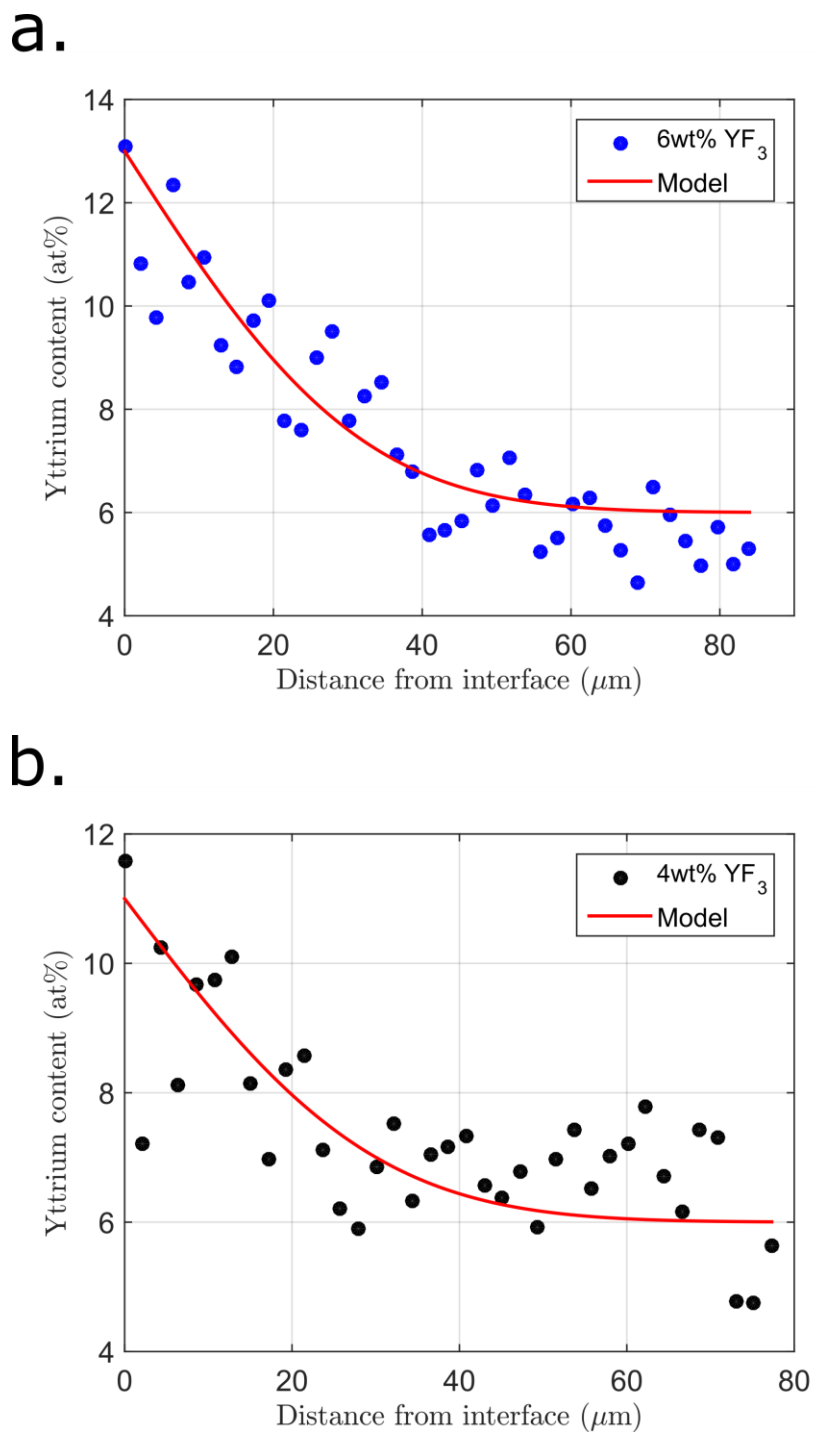 a.
14
12
10
8
6
4
Yttrium content (at%)
6wt% YF3
Model
0 20 40 60 80
Distance from interface (μm)
b.
12
10
8
6
4
Yttrium content (at%)
4wt% YF3
Model
0 20 40 60 80
Distance from interface (μm)